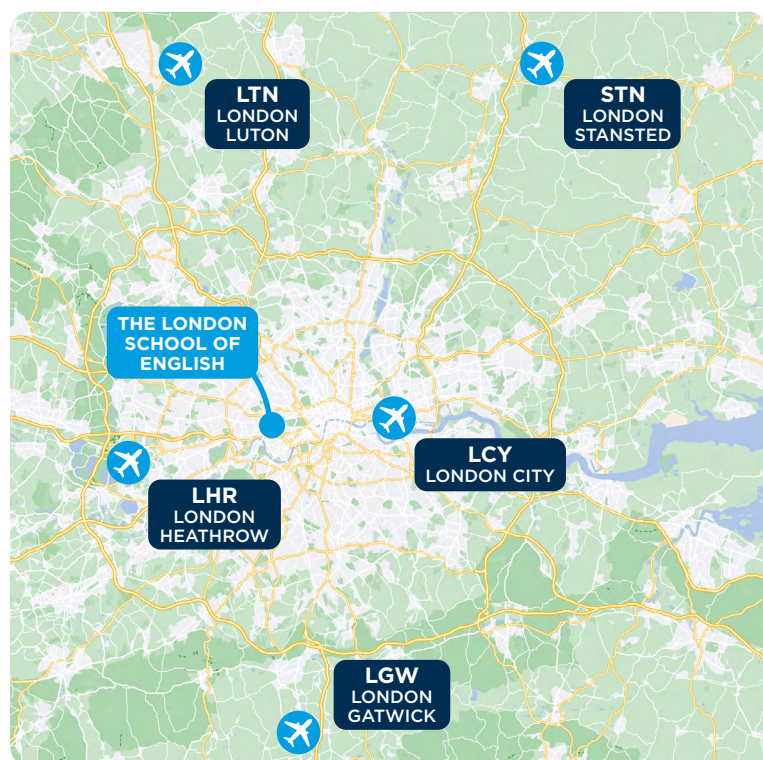 LTN
LONDON
LUTON
STN
LONDON
STANSTED
THE LONDON
SCHOOL OF
ENGLISH
LCY
LONDON CITY
LHR
LONDON
HEATHROW
LGW
LONDON
GATWICK